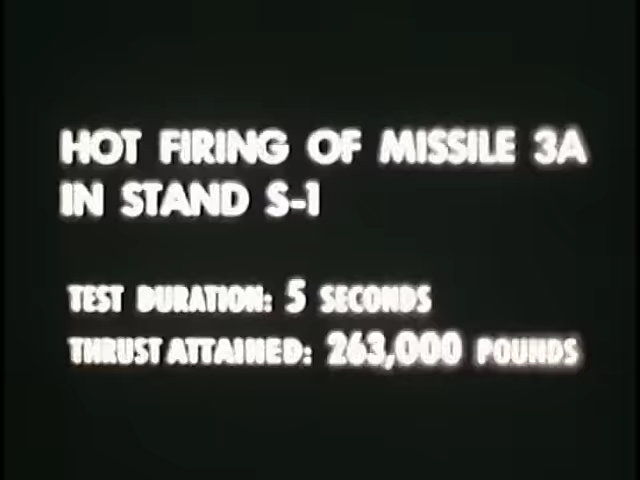 HOT FIRING OF MISSILE 3A
IN STAND S-1
TEST DURATION: 5 SECONDS
THRUST ATTAINED: 263,000 POUNDS